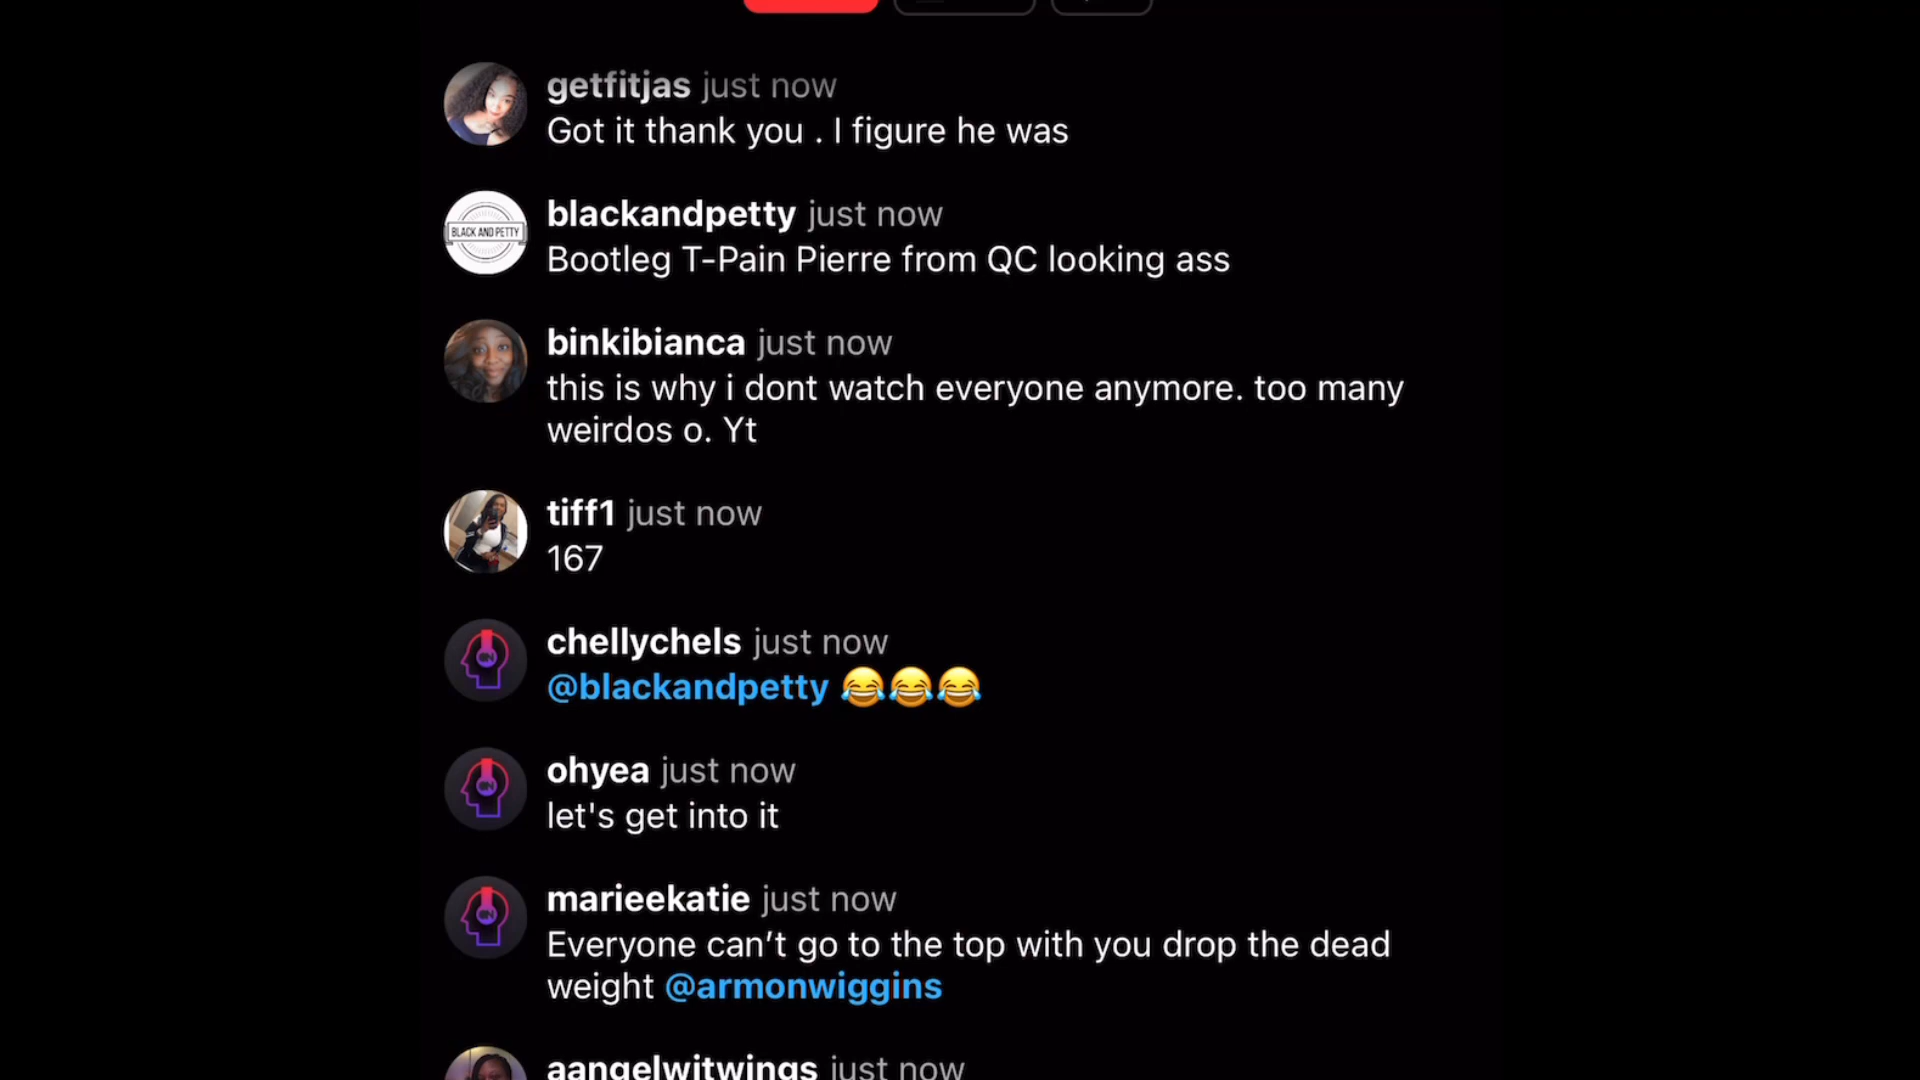 getfitjas just now
Got it thank you . I figure he was
BLACK AND PETTY
blackandpetty just now
Bootleg T-Pain Pierre from QC looking ass
binkibianca just now
this is why i dont watch everyone anymore. too many
weirdos o. Yt
tiff1 just now
167
chellychels just now
@blackandpetty 😂😂😂
ohyea just now
let's get into it
marieekatie just now
Everyone can’t go to the top with you drop the dead
weight @armonwiggins
aangelwitwings just now